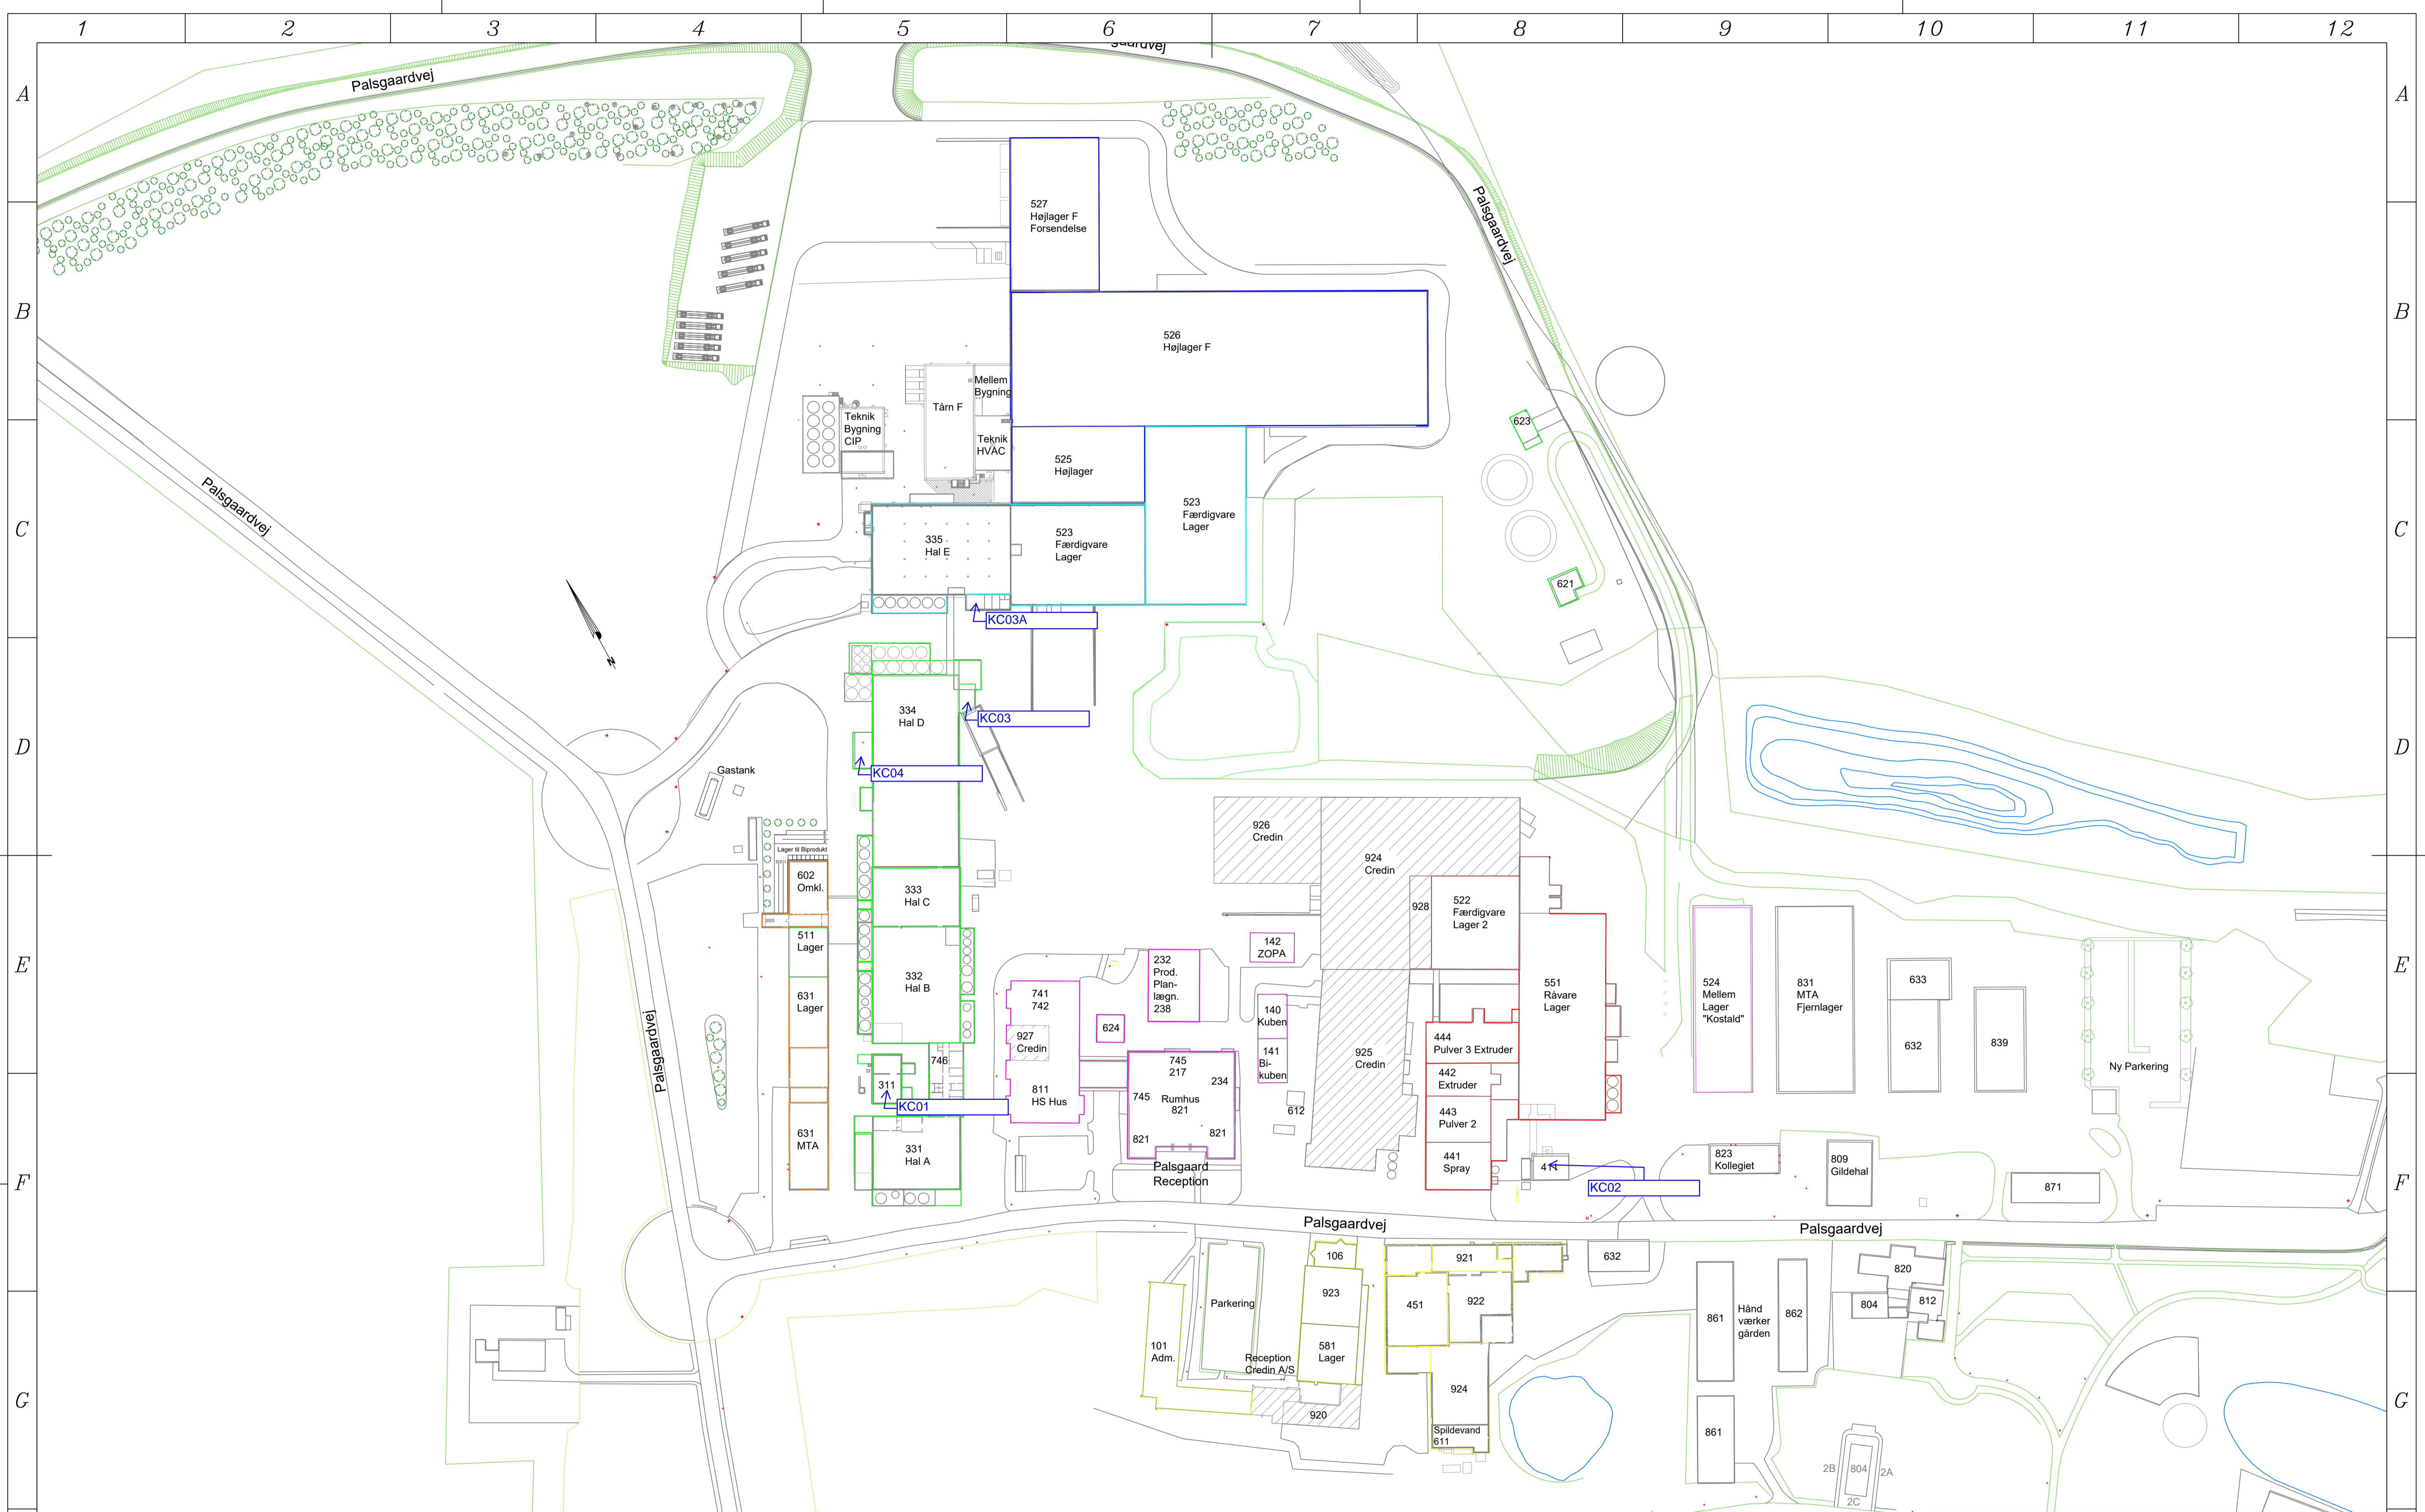 1 2 3 4 5 6 7 8 9 10 11 12
A
A
Palsgaardvej
Palsgaardvej
Palsgaardvej
527
Højlager F
Forsendelse
B
B
526
Højlager F
Mellem
Bygning
Tårn F
Teknik
Bygning
CIP
Teknik
HVAC
623
525
Højlager
Palsgaardvej
523
Færdigvare
Lager
C
C
335
Hal E
523
Færdigvare
Lager
621
KC03A
N
334
Hal D
KC03
D
D
Gastank
KC04
926
Credin
Lager til Biprodukt
924
Credin
602
Omkl.
333
Hal C
928
522
Færdigvare
Lager 2
511
Lager
142
ZOPA
E
E
232
Prod.
Plan-
lægn.
238
332
Hal B
631
Lager
741
742
551
Råvare
Lager
524
Mellem
Lager
"Kostald"
831
MTA
Fjernlager
633
140
Kuben
624
927
Credin
444
Pulver 3 Extruder
632
839
Palsgaardvej
746
745
217
141
Bi-
kuben
925
Credin
Ny Parkering
311
811
HS Hus
234
442
Extruder
KC01
745
Rumhus
821
612
443
Pulver 2
631
MTA
331
Hal A
821
821
441
Spray
411
823
Kollegiet
809
Gildehal
Palsgaard
Reception
F
F
KC02
871
Palsgaardvej
Palsgaardvej
106
921
632
820
923
451
922
Parkering
861
Hånd
værker
gården
862
804
812
101
Adm.
581
Lager
Reception
Credin A/S
924
G
G
920
Spildevand
611
861
2B
804
2A
2C